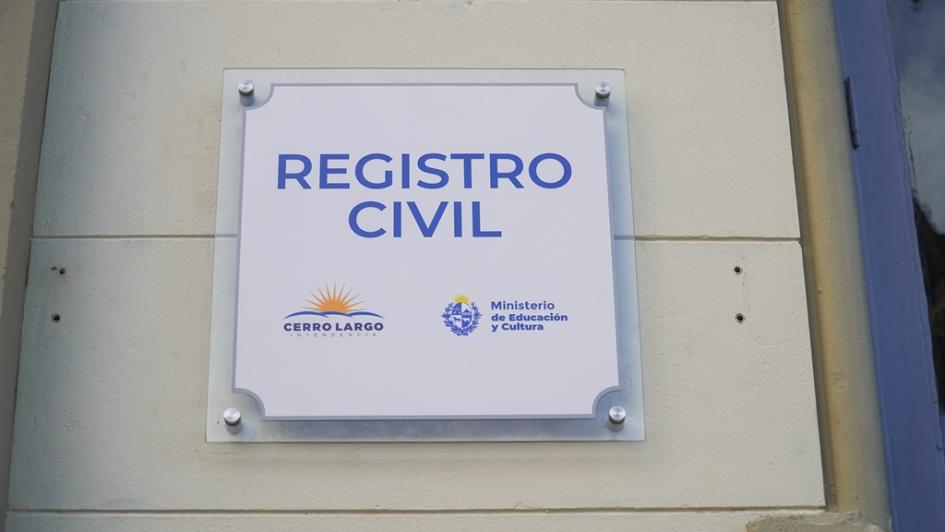 REGISTRO
CIVIL
CERRO LARGO
INTENDENCIA
Ministerio
de Educación
y Cultura